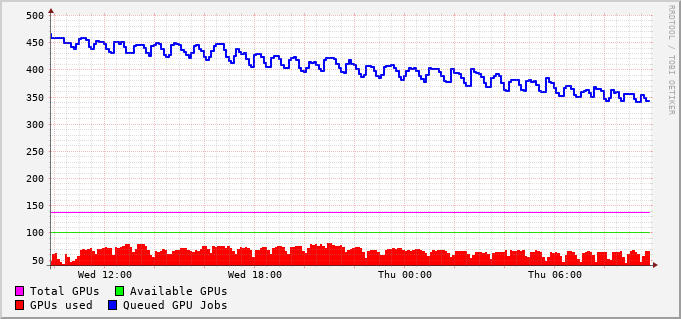 500
450
400
350
300
250
200
150
100
50
Wed 12:00 Wed 18:00 Thu 00:00 Thu 06:00
Total GPUs Available GPUs
GPUs used Queued GPU Jobs
RRDTOOL / TOBI OETIKER